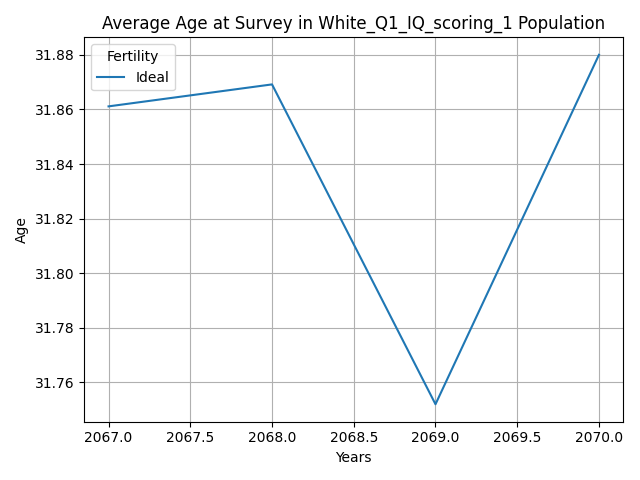 Average Age at Survey in White_Q1_IQ_scoring_1 Population
Fertility
Ideal
31.88
31.86
31.84
31.82
31.80
31.78
31.76
Age
2067.0 2067.5 2068.0 2068.5 2069.0 2069.5 2070.0
Years